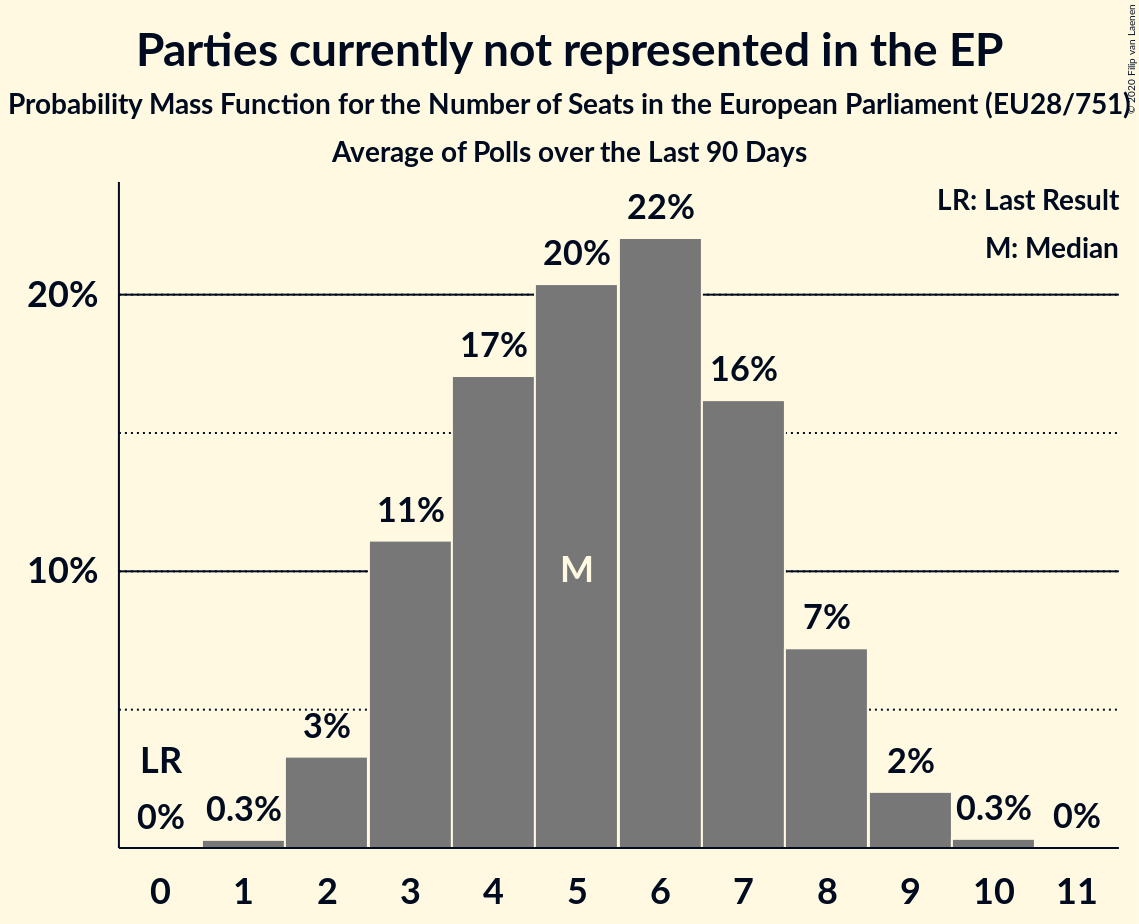 Parties currently not represented in the EP
Probability Mass Function for the Number of Seats in the European Parliament (EU28/751)
Average of Polls over the Last 90 Days
© 2020 Filip van Laenen
LR: Last Result
M: Median
20%
10%
LR
0%
0.3%
3%
11%
17%
20%
22%
16%
7%
2%
0.3%
0%
M
0 1 2 3 4 5 6 7 8 9 10 11